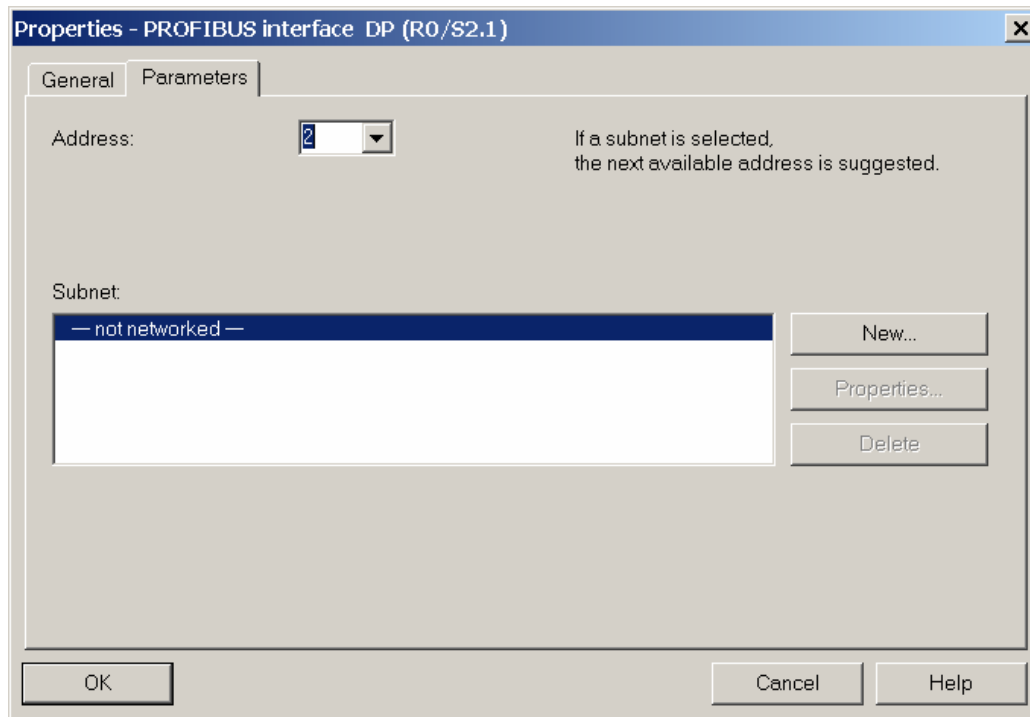 Properties - PROFIBUS interface  DP (R0/S2.1)
General
Parameters
Address:
2
If a subnet is selected,
the next available address is suggested.
Subnet:
— not networked —
New...
Properties...
Delete
OK
Cancel
Help